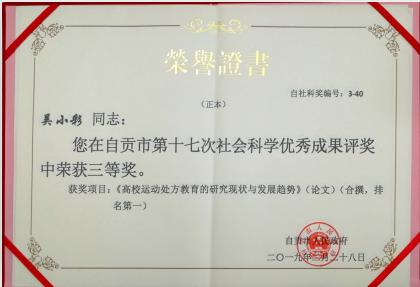 榮譽證書
（正本）
自社科奖编号：3-40
吴小彩 同志：
您在自贡市第十七次社会科学优秀成果评奖
中荣获三等奖。
获奖项目：《高校运动处方教育的研究现状与发展趋势》（论文）（合撰，排
名第一）
自贡市人民政府
二〇一九年二月二十八日